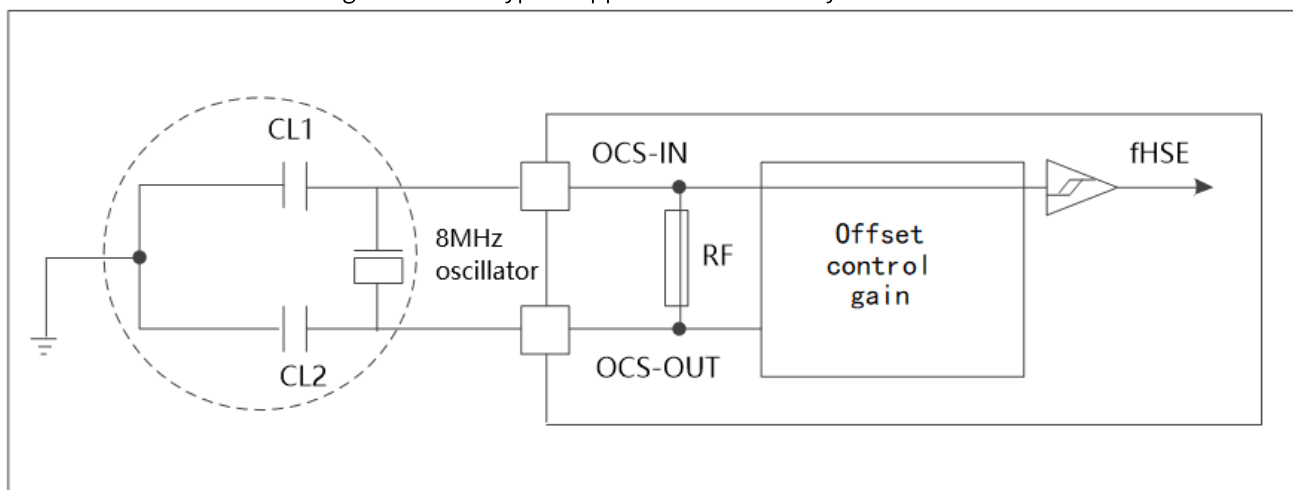 CL1
OCS-IN
fHSE
8MHz
oscillator
RF
Offset
control
gain
OCS-OUT
CL2